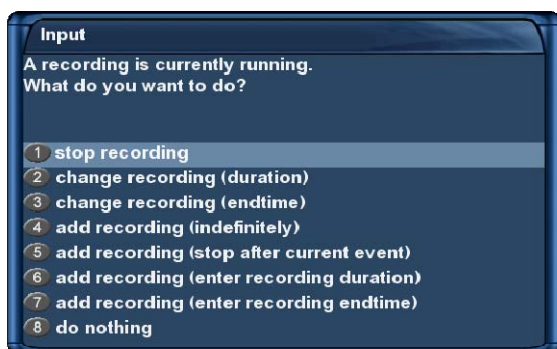 Input
A recording is currently running.
What do you want to do?
1 stop recording
2 change recording (duration)
3 change recording (endtime)
4 add recording (indefinitely)
5 add recording (stop after current event)
6 add recording (enter recording duration)
7 add recording (enter recording endtime)
8 do nothing